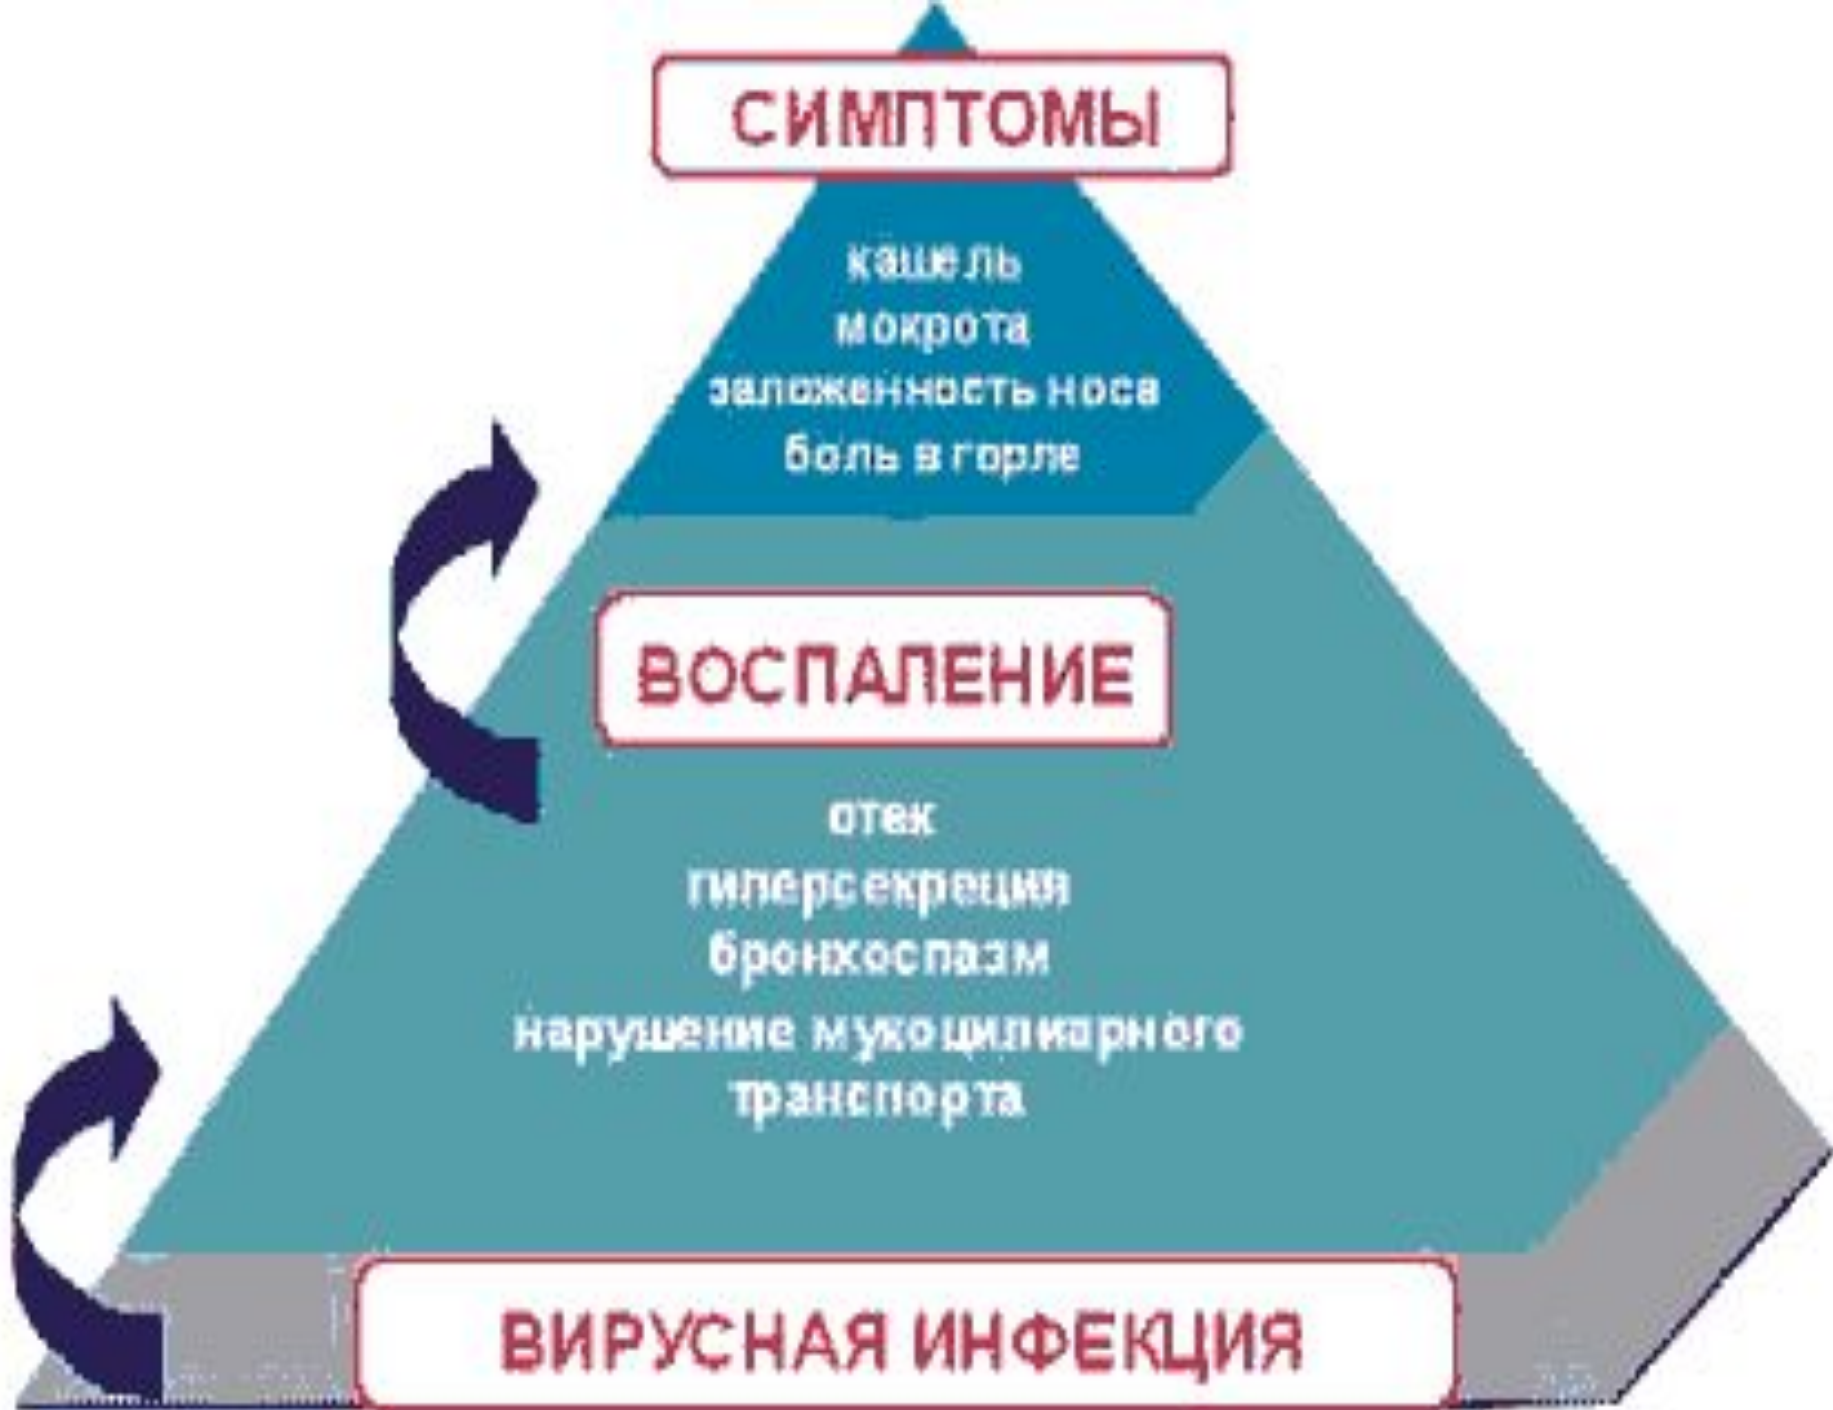 СИМПТОМЫ
кашель
мокрота
заложенность носа
боль в горле
ВОСПАЛЕНИЕ
отек
гиперсекреция
бронхоспазм
нарушение мукоцилиарного
транспорта
ВИРУСНАЯ ИНФЕКЦИЯ